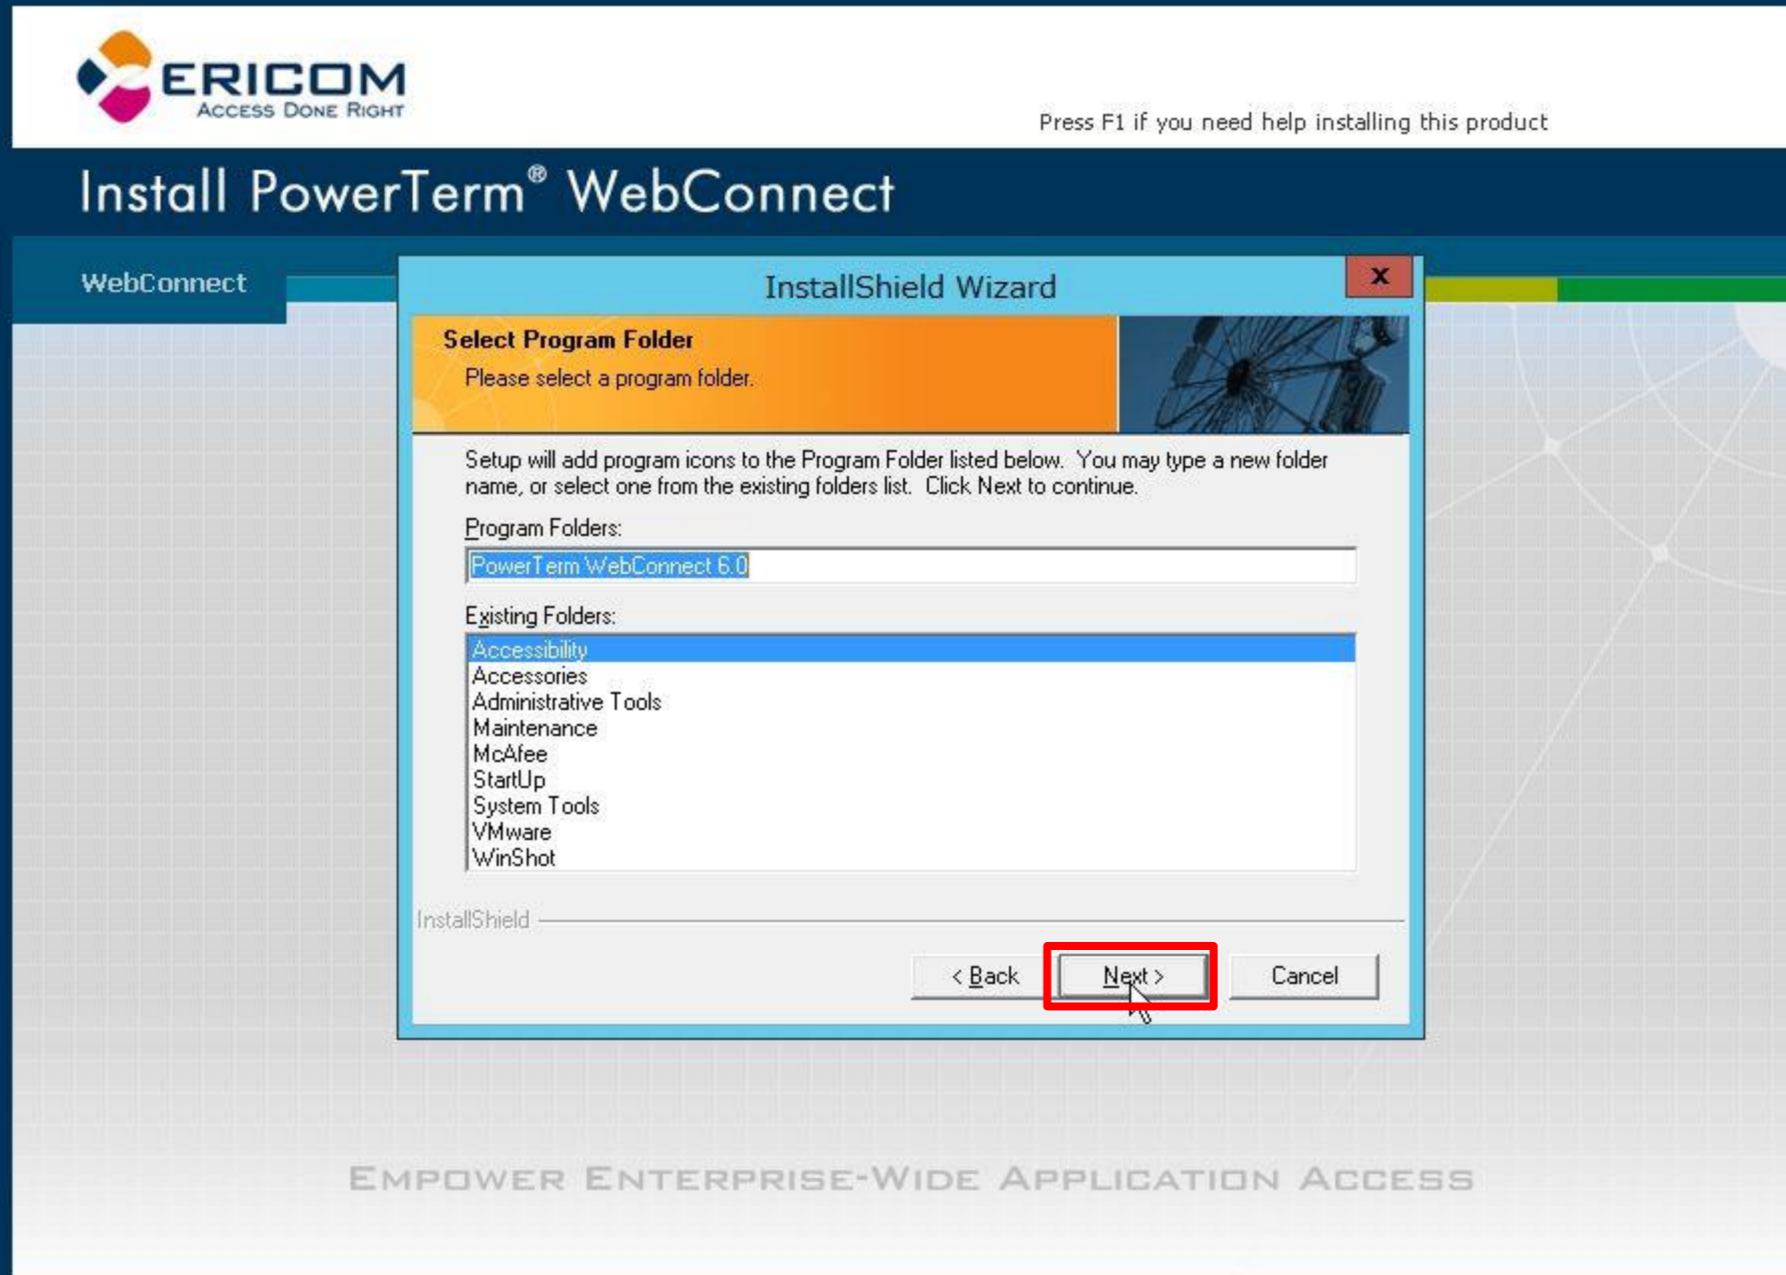 ERICOM
ACCESS DONE RIGHT
Press F1 if you need help installing this product
Install PowerTerm® WebConnect
WebConnect
InstallShield Wizard
X
Select Program Folder
Please select a program folder.
Setup will add program icons to the Program Folder listed below. You may type a new folder
name, or select one from the existing folders list. Click Next to continue.
Program Folders:
PowerTerm WebConnect 6.0
Existing Folders:
Accessibility
Accessories
Administrative Tools
Maintenance
McAfee
StartUp
System Tools
VMware
WinShot
InstallShield
< Back
Next >
Cancel
EMPOWER ENTERPRISE-WIDE APPLICATION ACCESS